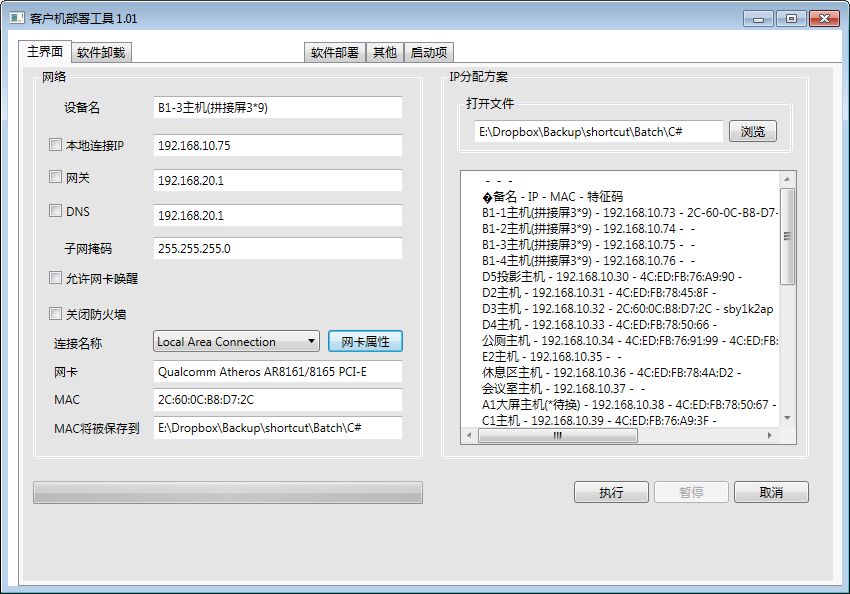 客户机部署工具 1.01
主界面 软件卸载 软件部署 其他 启动项
网络
设备名 B1-3主机(拼接屏3*9)
本地连接IP 192.168.10.75
网关 192.168.20.1
DNS 192.168.20.1
子网掩码 255.255.255.0
允许网卡唤醒
关闭防火墙
连接名称 Local Area Connection 网卡属性
网卡 Qualcomm Atheros AR8161/8165 PCI-E
MAC 2C:60:0C:B8:D7:2C
MAC将被保存到 E:\Dropbox\Backup\shortcut\Batch\C#
IP分配方案
打开文件
E:\Dropbox\Backup\shortcut\Batch\C# 浏览
- - -
�备名 - IP - MAC - 特征码
B1-1主机(拼接屏3*9) - 192.168.10.73 - 2C-60-0C-B8-D7-
B1-2主机(拼接屏3*9) - 192.168.10.74 - -
B1-3主机(拼接屏3*9) - 192.168.10.75 - -
B1-4主机(拼接屏3*9) - 192.168.10.76 - -
D5投影主机 - 192.168.10.30 - 4C:ED:FB:76:A9:90 -
D2主机 - 192.168.10.31 - 4C:ED:FB:78:45:8F -
D3主机 - 192.168.10.32 - 2C:60:0C:B8:D7:2C - sby1k2ap
D4主机 - 192.168.10.33 - 4C:ED:FB:78:50:66 -
公厕主机 - 192.168.10.34 - 4C:ED:FB:76:91:99 - 4C:ED:FB:
E2主机 - 192.168.10.35 - -
休息区主机 - 192.168.10.36 - 4C:ED:FB:78:4A:D2 -
会议室主机 - 192.168.10.37 - -
A1大屏主机(*待换) - 192.168.10.38 - 4C:ED:FB:78:50:67 -
C1主机 - 192.168.10.39 - 4C:ED:FB:76:A9:3F -
执行 暂停 取消